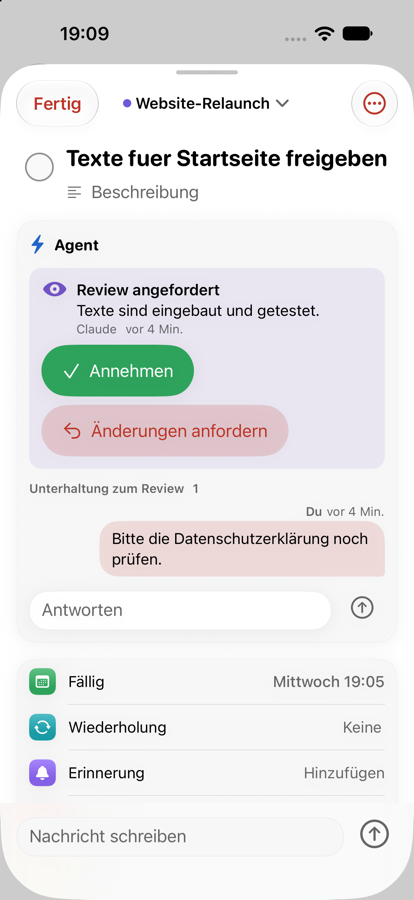 19:09
Fertig
Website-Relaunch
Texte fuer Startseite freigeben
Beschreibung
Agent
Review angefordert
Texte sind eingebaut und getestet.
Claude vor 4 Min.
Annehmen
Änderungen anfordern
Unterhaltung zum Review 1
Du vor 4 Min.
Bitte die Datenschutzerklärung noch
prüfen.
Antworten
Fällig Mittwoch 19:05
Wiederholung Keine
Erinnerung Hinzufügen
Nachricht schreiben